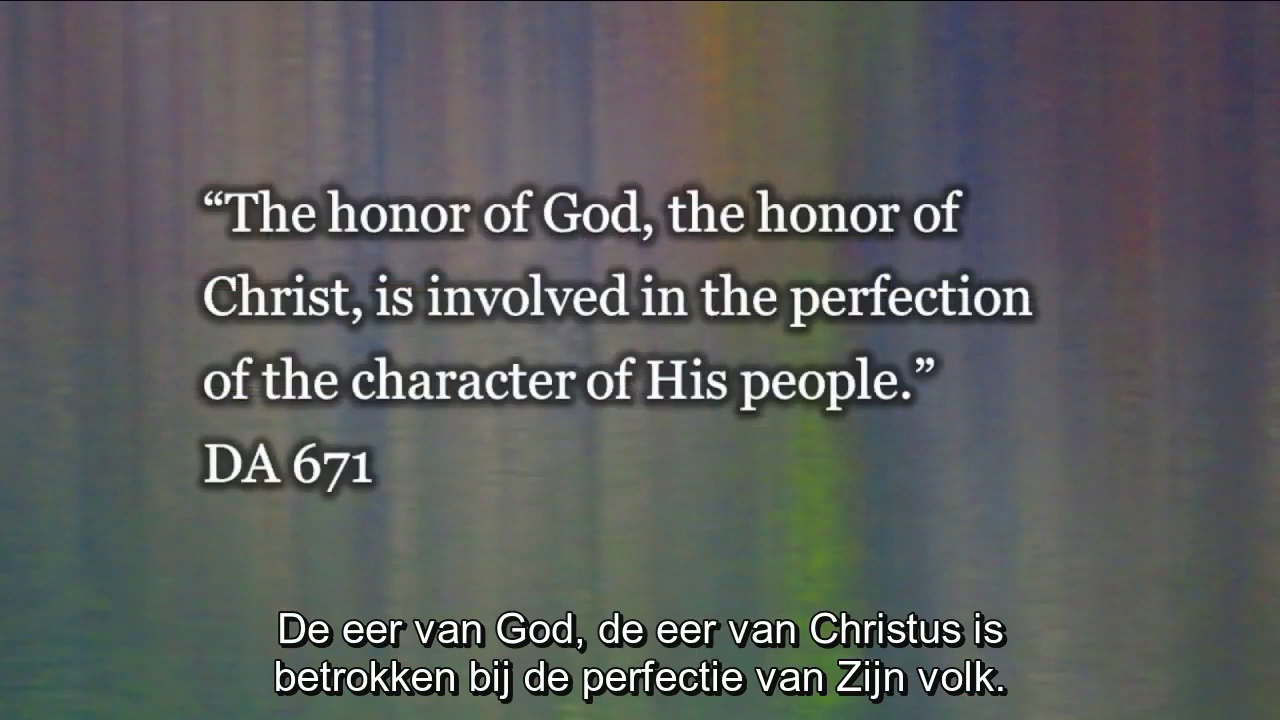 “The honor of God, the honor of
Christ, is involved in the perfection
of the character of His people.”
DA 671
De eer van God, de eer van Christus is
betrokken bij de perfectie van Zijn volk.